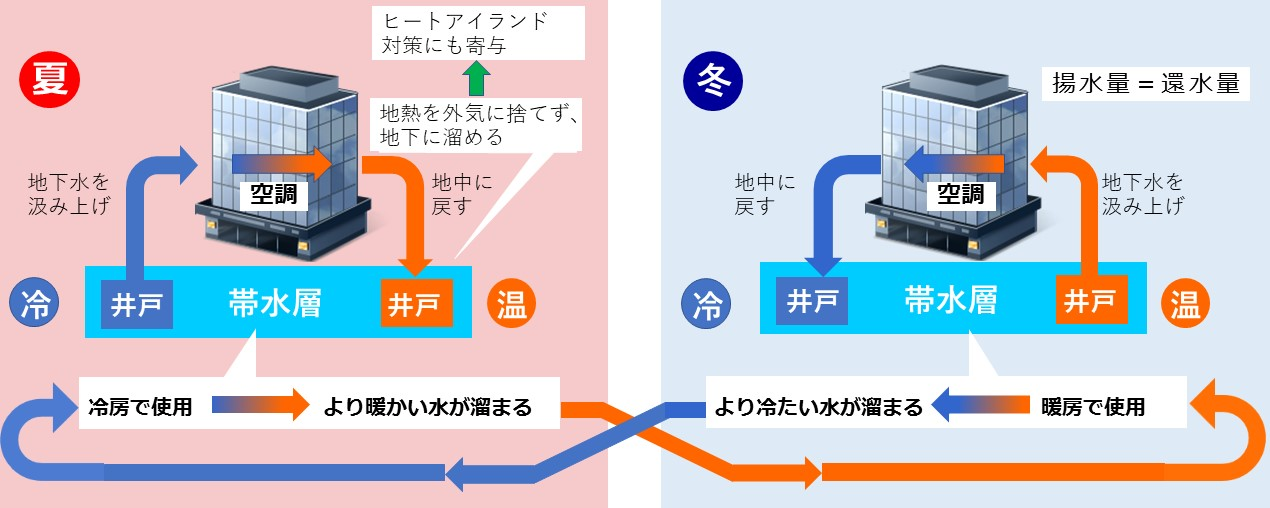 夏
ヒートアイランド
対策にも寄与
地熱を外気に捨てず、
地下に溜める
地下水を
汲み上げ
空調
地中に
戻す
冷
井戸
帯水層
井戸
温
冷房で使用
より暖かい水が溜まる
冬
揚水量＝還水量
地中に
戻す
空調
地下水を
汲み上げ
冷
井戸
帯水層
井戸
温
より冷たい水が溜まる
暖房で使用